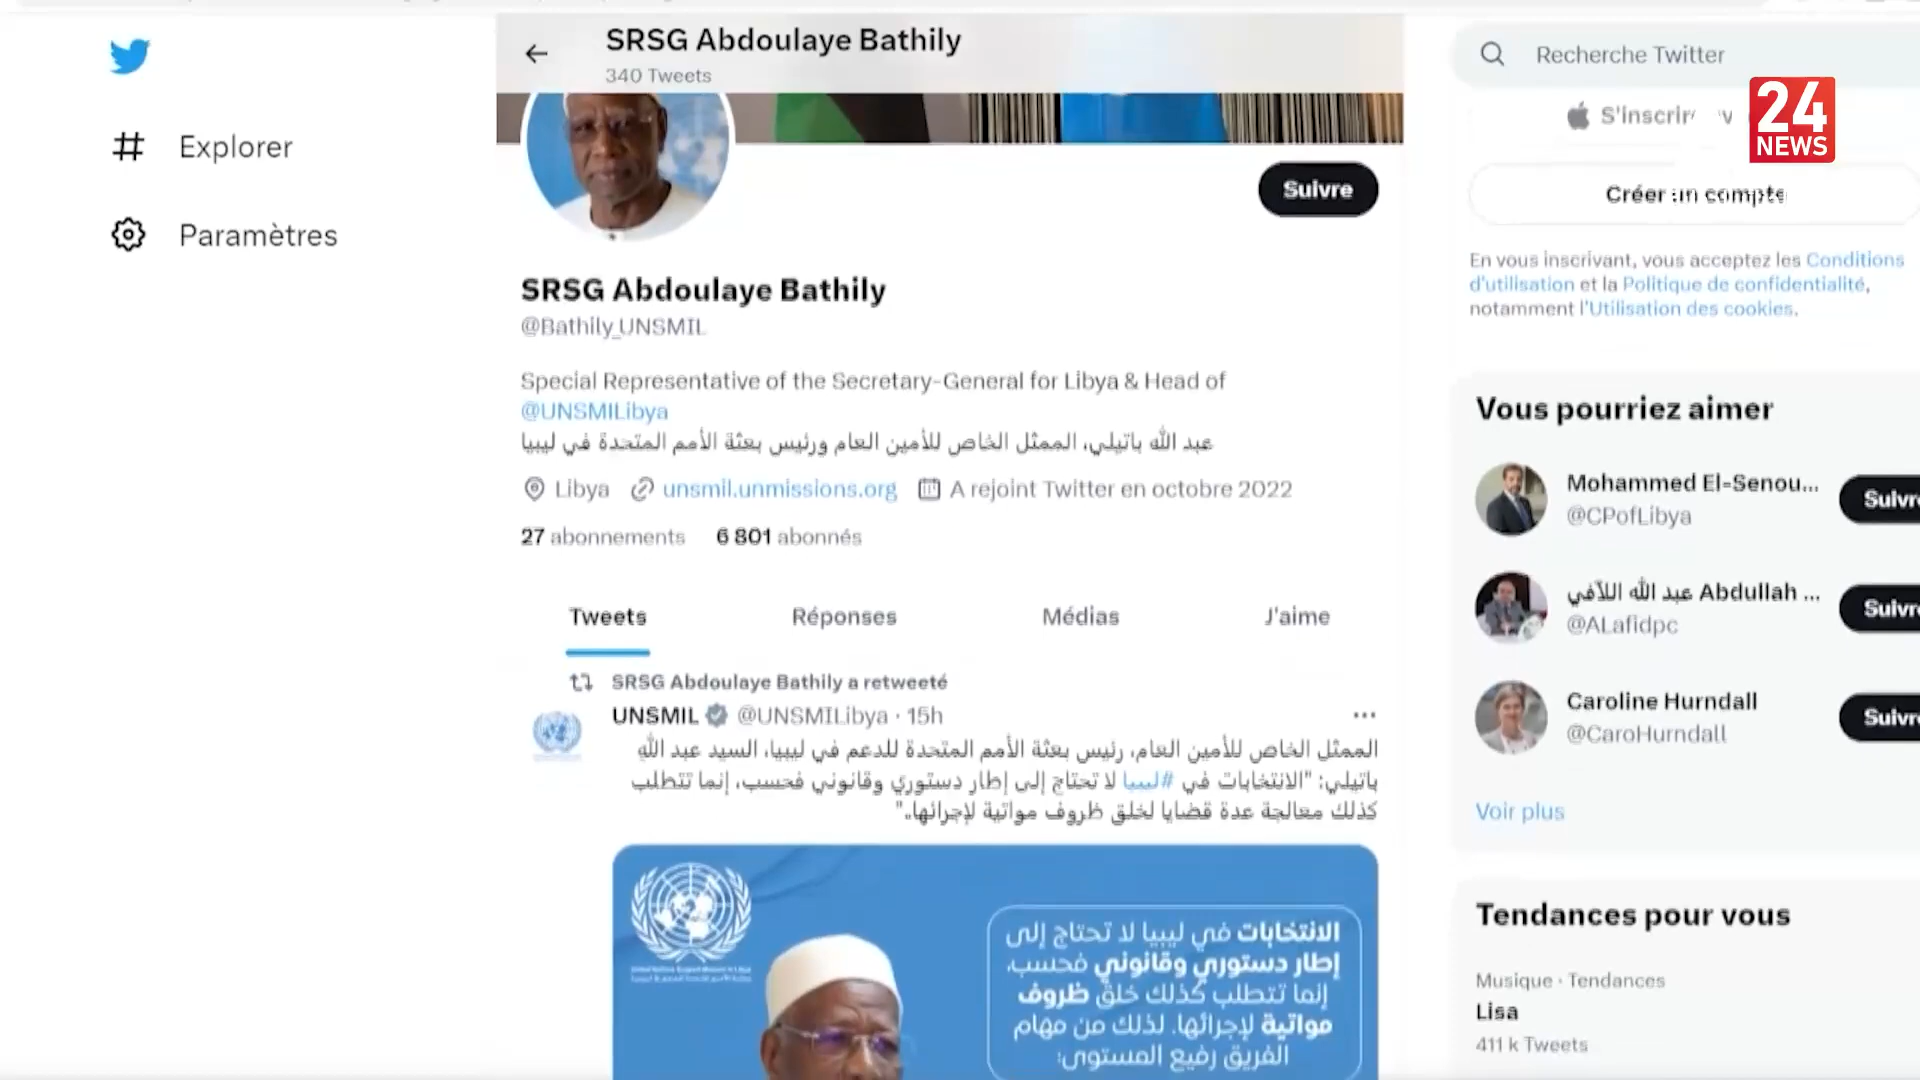 SRSG Abdoulaye Bathily
340 Tweets
Explorer
Paramètres
Suivre
SRSG Abdoulaye Bathily
@Bathily_UNSMIL
Special Representative of the Secretary-General for Libya & Head of
@UNSMILibya
عبد الله باتيلي، الممثل الخاص للأمين العام ورئيس بعثة الأمم المتحدة في ليبيا
Libya unsmil.unmissions.org A rejoint Twitter en octobre 2022
27 abonnements 6 801 abonnés
Tweets Réponses Médias J'aime
SRSG Abdoulaye Bathily a retweeté
UNSMIL @UNSMILibya · 15h
الممثل الخاص للأمين العام، رئيس بعثة الأمم المتحدة للدعم في ليبيا، السيد عبد الله
باتيلي: "الانتخابات في #ليبيا لا تحتاج إلى إطار دستوري وقانوني فحسب، إنما تتطلب
كذلك معالجة عدة قضايا لخلق ظروف مواتية لإجرائها."
الانتخابات في ليبيا لا تحتاج إلى
إطار دستوري وقانوني فحسب،
إنما تتطلب كذلك خلق ظروف
مواتية لإجرائها. لذلك من مهام
الفريق رفيع المستوى:
Recherche Twitter
24
NEWS
S'inscrir
Créer un compte
En vous inscrivant, vous acceptez les Conditions
d'utilisation et la Politique de confidentialité,
notamment l'Utilisation des cookies.
Vous pourriez aimer
Mohammed El-Senou...
@CPofLibya
Suivre
عبد الله اللآفي Abdullah ...
@ALafidpc
Suivre
Caroline Hurndall
@CaroHurndall
Suivre
Voir plus
Tendances pour vous
Musique · Tendances
Lisa
411 k Tweets